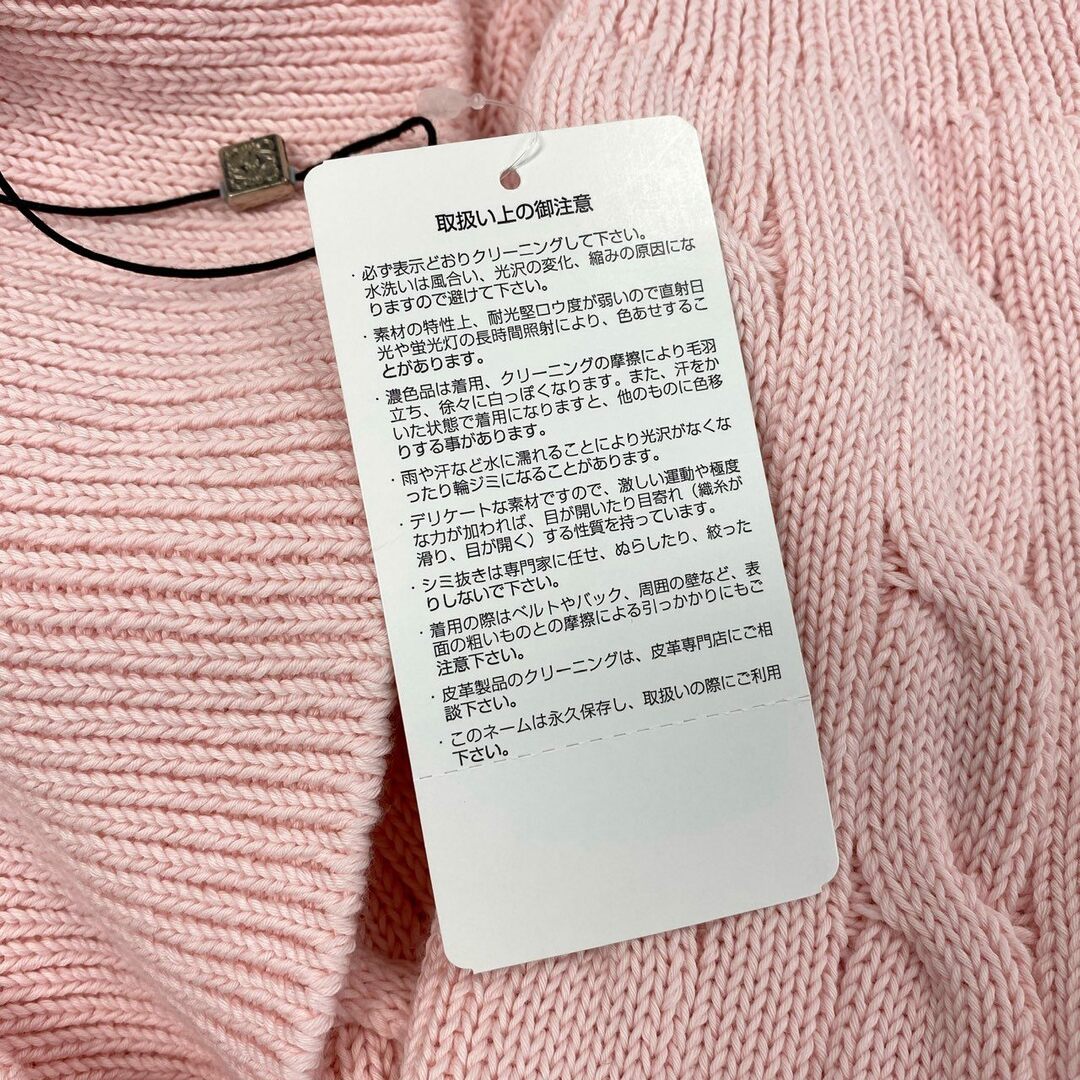 取扱い上の御注意
・必ず表示どおりクリーニングして下さい。
水洗いは風合い、光沢の変化、縮みの原因にな
りますので避けて下さい。
・素材の特性上、耐光堅ロウ度が弱いので直射日
光や蛍光灯の長時間照射により、色あせするこ
とがあります。
・濃色品は着用、クリーニングの摩擦により毛羽
立ち、徐々に白っぽくなります。また、汗をか
いた状態で着用になりますと、他のものに色移
りする事があります。
・雨や汗など水に濡れることにより光沢がなくな
ったり輪ジミになることがあります。
・デリケートな素材ですので、激しい運動や極度
な力が加われば、目が開いたり目寄れ（織糸が
滑り、目が開く）する性質を持っています。
・シミ抜きは専門家に任せ、ぬらしたり、絞った
りしないで下さい。
・着用の際はベルトやバック、周囲の壁など、表
面の粗いものとの摩擦による引っかかりにもご
注意下さい。
・皮革製品のクリーニングは、皮革専門店にご相
談下さい。
・このネームは永久保存し、取扱いの際にご利用
下さい。